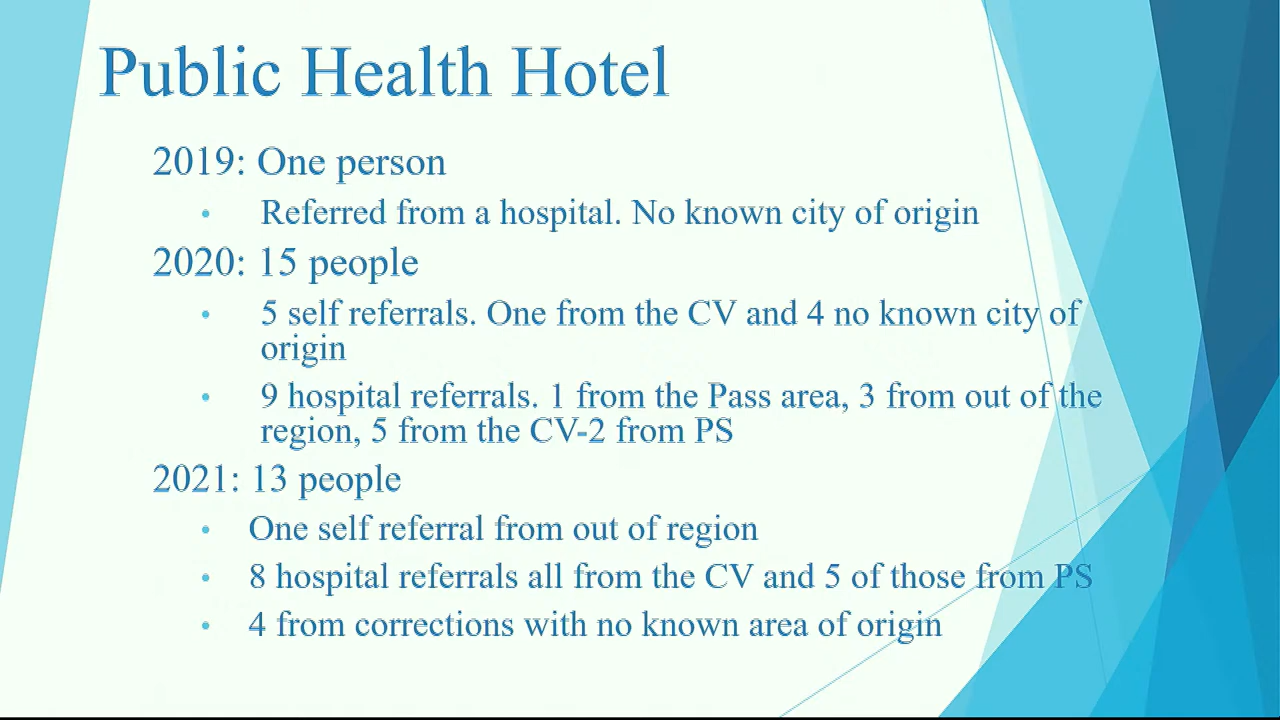 Public Health Hotel
2019: One person
• Referred from a hospital. No known city of origin
2020: 15 people
• 5 self referrals. One from the CV and 4 no known city of
origin
• 9 hospital referrals. 1 from the Pass area, 3 from out of the
region, 5 from the CV-2 from PS
2021: 13 people
• One self referral from out of region
• 8 hospital referrals all from the CV and 5 of those from PS
• 4 from corrections with no known area of origin